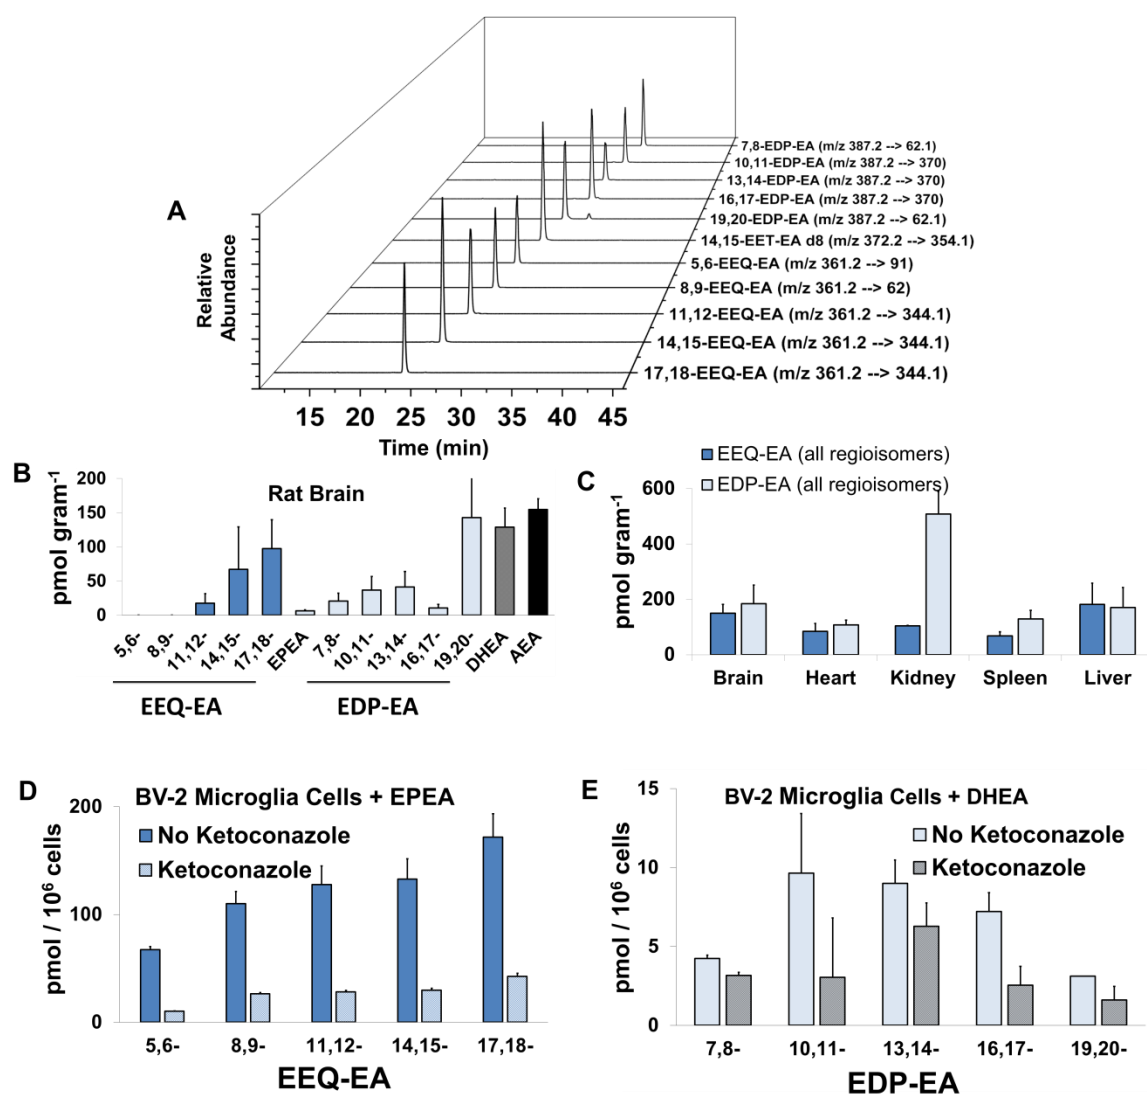 A
Relative
Abundance
7,8-EDP-EA (m/z 387.2 --> 62.1)
10,11-EDP-EA (m/z 387.2 --> 370)
13,14-EDP-EA (m/z 387.2 --> 370)
16,17-EDP-EA (m/z 387.2 --> 370)
19,20-EDP-EA (m/z 387.2 --> 62.1)
14,15-EET-EA d8 (m/z 372.2 --> 354.1)
5,6-EEQ-EA (m/z 361.2 --> 91)
8,9-EEQ-EA (m/z 361.2 --> 62)
11,12-EEQ-EA (m/z 361.2 --> 344.1)
14,15-EEQ-EA (m/z 361.2 --> 344.1)
17,18-EEQ-EA (m/z 361.2 --> 344.1)
15 20 25 30 35 40 45
Time (min)
B
Rat Brain
pmol gram⁻¹
200
150
100
50
0
5,6- 8,9- 11,12- 14,15- 17,18- EPEA 7,8- 10,11- 13,14- 16,17- 19,20- DHEA AEA
EEQ-EA EDP-EA
C
EEQ-EA (all regioisomers)
EDP-EA (all regioisomers)
pmol gram⁻¹
600
400
200
0
Brain Heart Kidney Spleen Liver
D
BV-2 Microglia Cells + EPEA
No Ketoconazole
Ketoconazole
pmol / 10⁶ cells
200
100
0
5,6- 8,9- 11,12- 14,15- 17,18-
EEQ-EA
E
BV-2 Microglia Cells + DHEA
No Ketoconazole
Ketoconazole
pmol / 10⁶ cells
15
10
5
0
7,8- 10,11- 13,14- 16,17- 19,20-
EDP-EA